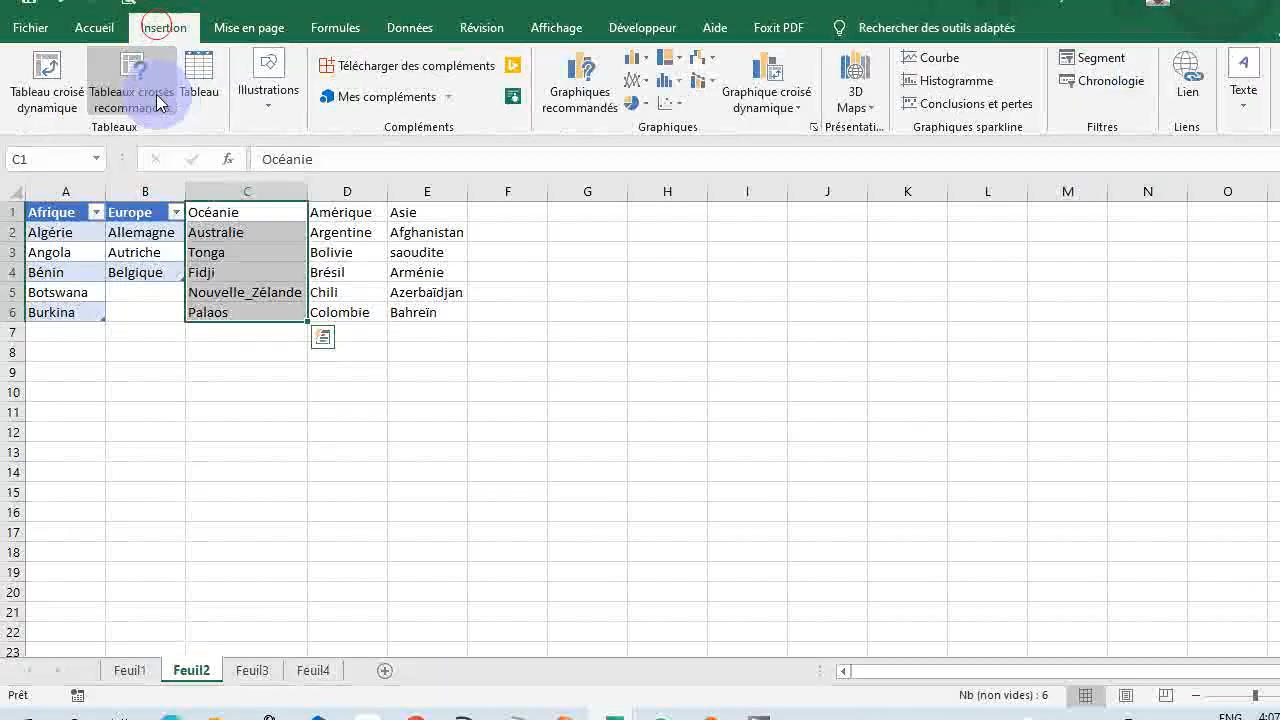 Fichier Accueil Insertion Mise en page Formules Données Révision Affichage Développeur Aide Foxit PDF Rechercher des outils adaptés
Tableau croisé dynamique
Tableaux croisés recommandés
Tableau
Tableaux
Illustrations
Télécharger des compléments
Mes compléments
Compléments
Graphiques recommandés
Graphique croisé dynamique
Graphiques
3D Maps
Présentati...
Courbe
Histogramme
Conclusions et pertes
Graphiques sparkline
Segment
Chronologie
Filtres
Lien
Liens
Texte
C1 fx Océanie
A B C D E F G H I J K L M N O
1 Afrique Europe Océanie Amérique Asie
2 Algérie Allemagne Australie Argentine Afghanistan
3 Angola Autriche Tonga Bolivie saoudite
4 Bénin Belgique Fidji Brésil Arménie
5 Botswana Nouvelle_Zélande Chili Azerbaïdjan
6 Burkina Palaos Colombie Bahreïn
7
8
9
10
11
12
13
14
15
16
17
18
19
20
21
22
23
Feuil1 Feuil2 Feuil3 Feuil4
Prêt Nb (non vides) : 6
ENG 4:07